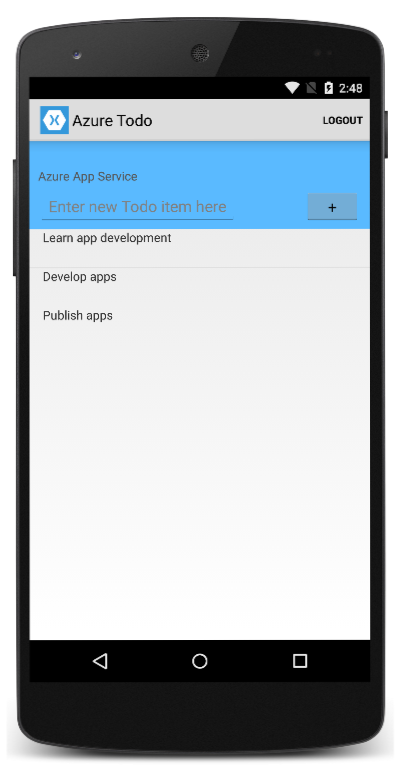 2:48
Azure Todo
LOGOUT
Azure App Service
Enter new Todo item here
+
Learn app development
Develop apps
Publish apps